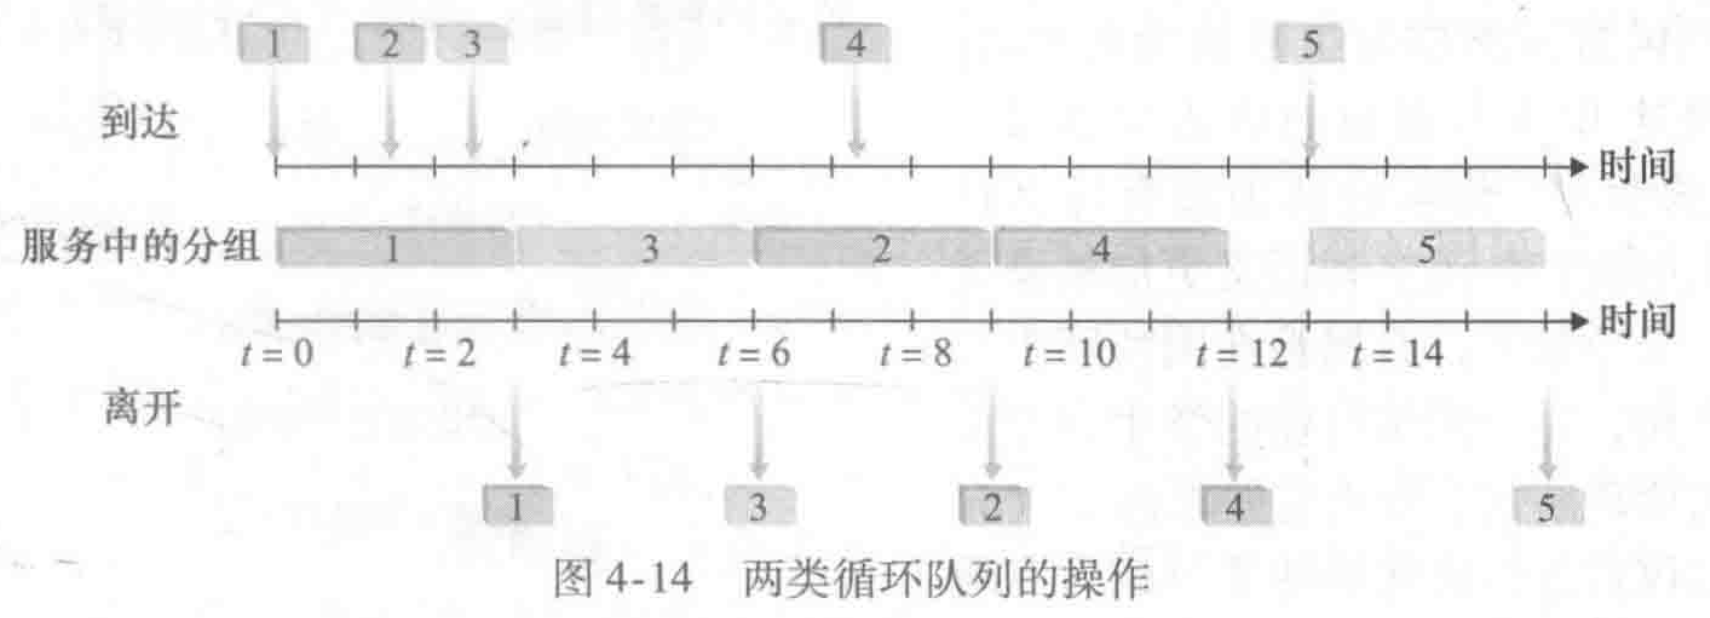 1 2 3 4 5
到达
时间
服务中的分组 1 3 2 4 5
时间
t = 0 t = 2 t = 4 t = 6 t = 8 t = 10 t = 12 t = 14
离开
1 3 2 4 5
图 4-14 两类循环队列的操作